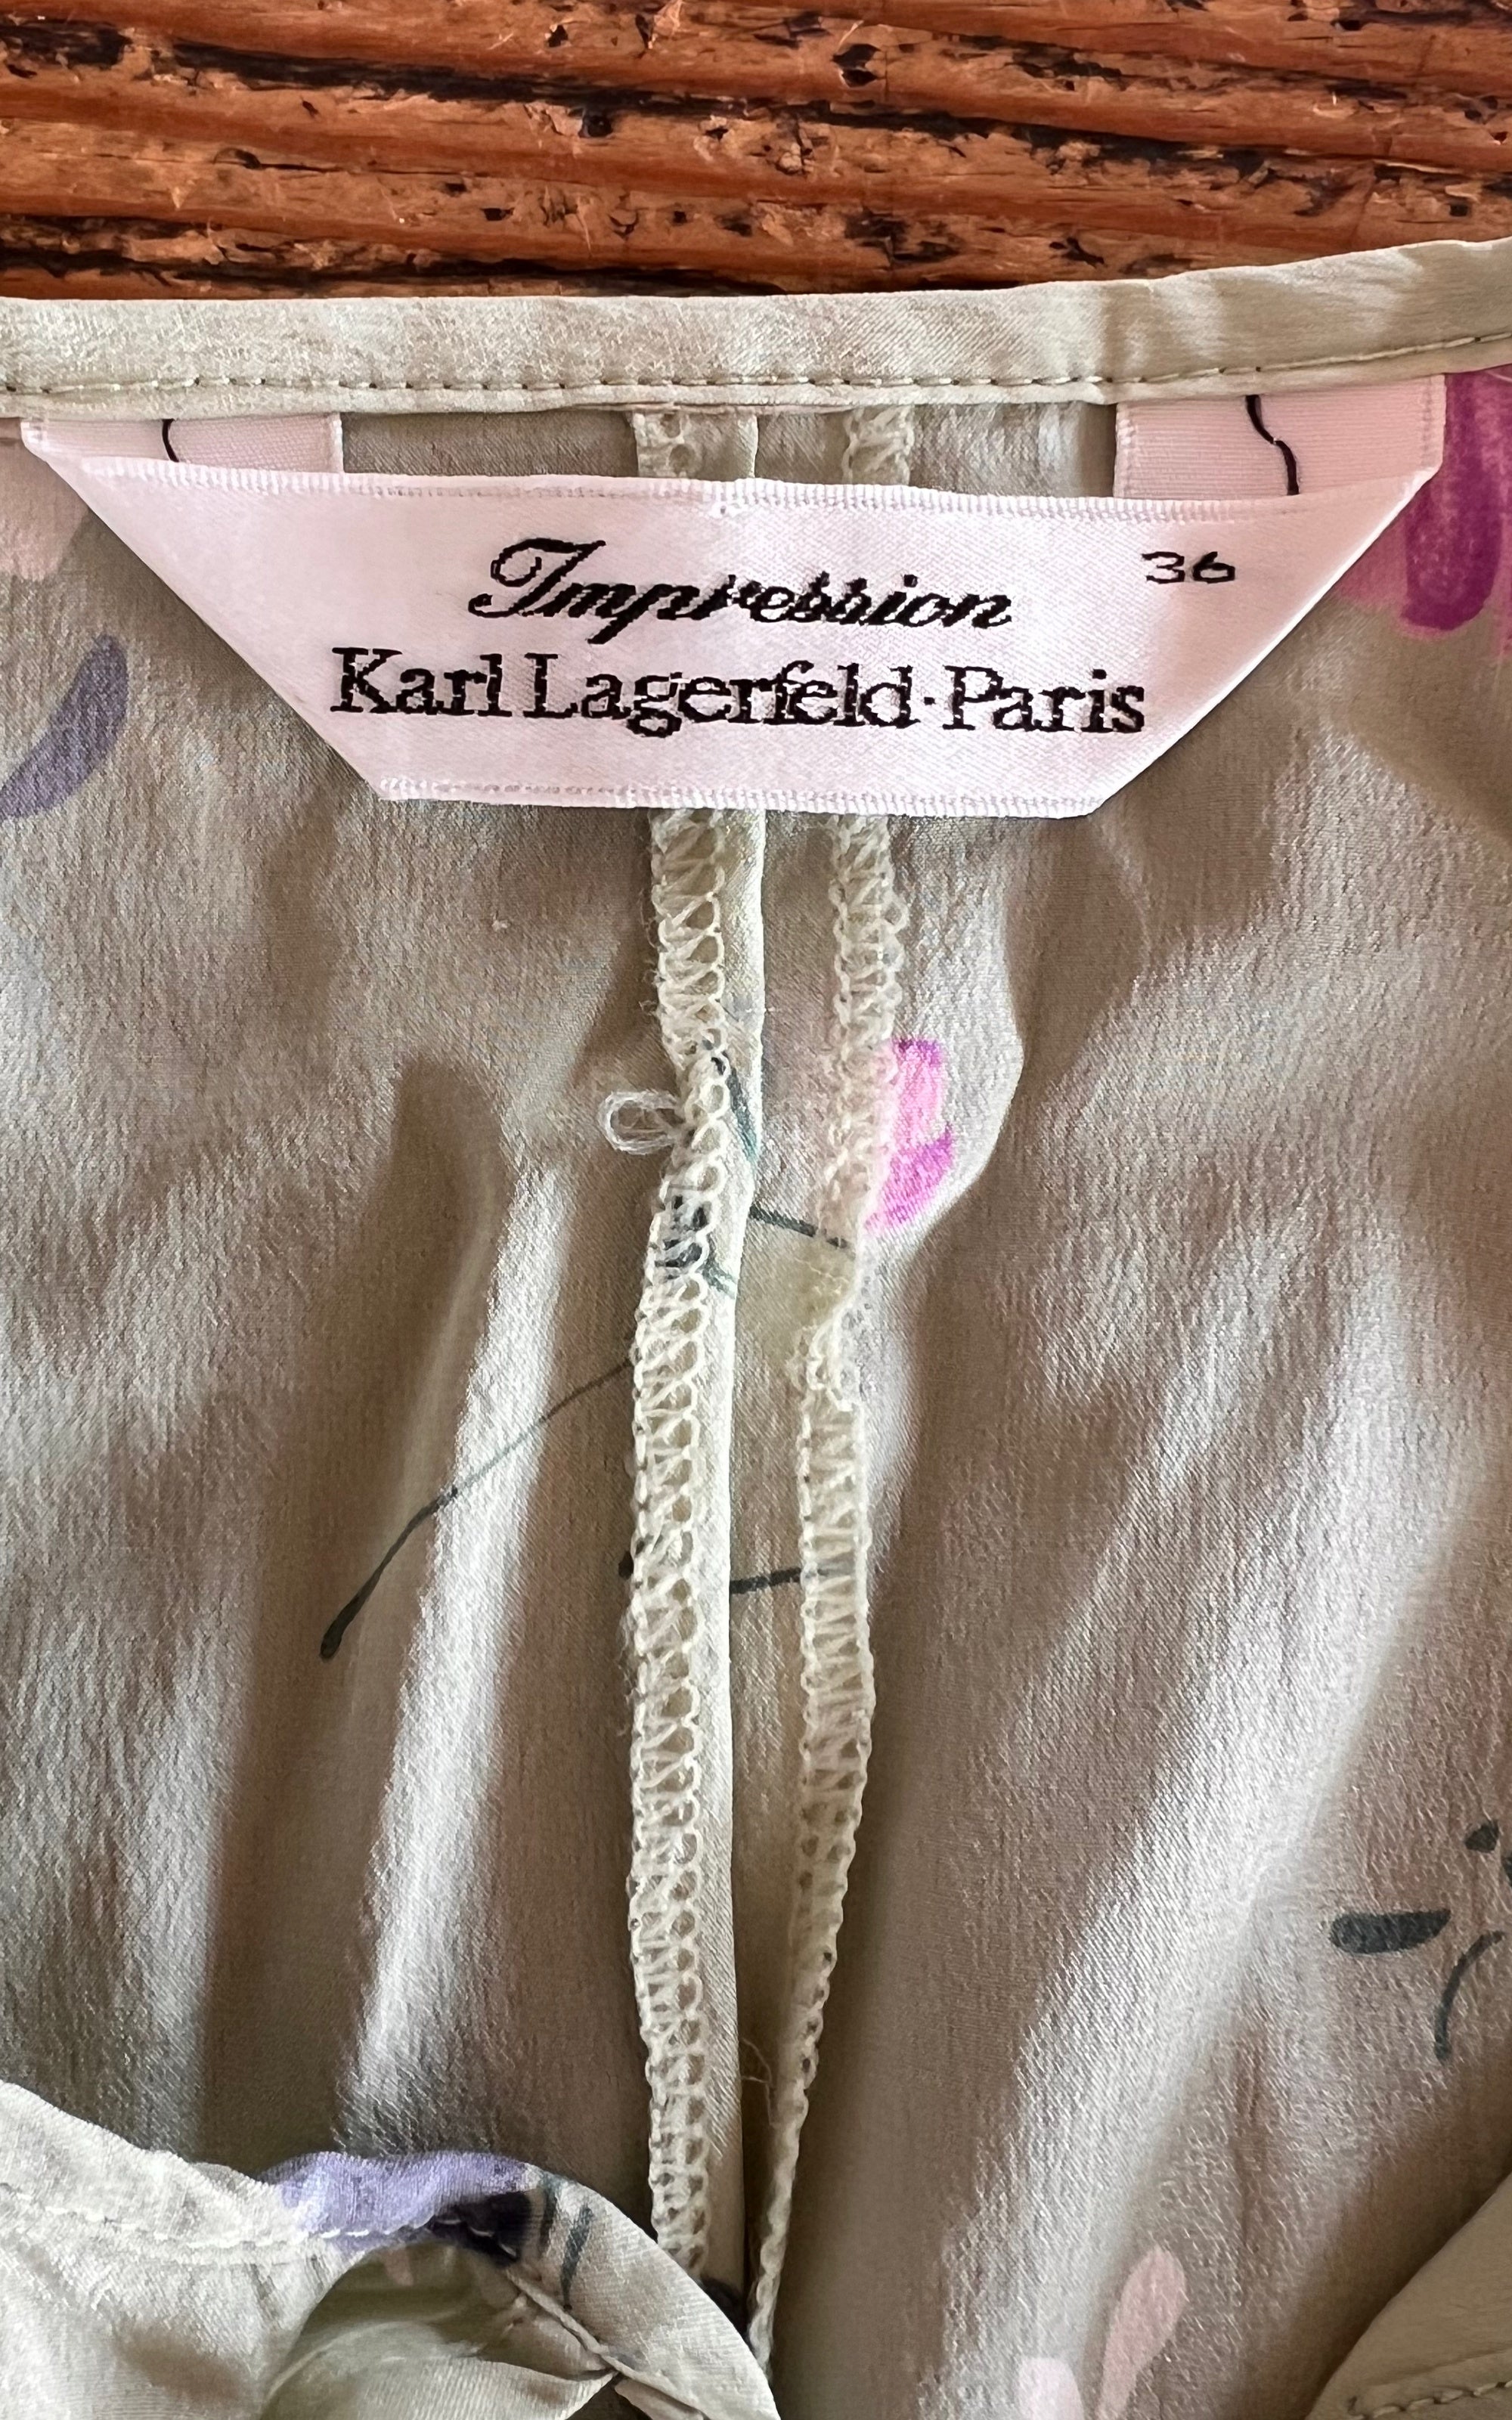 Impression
36
Karl Lagerfeld·Paris